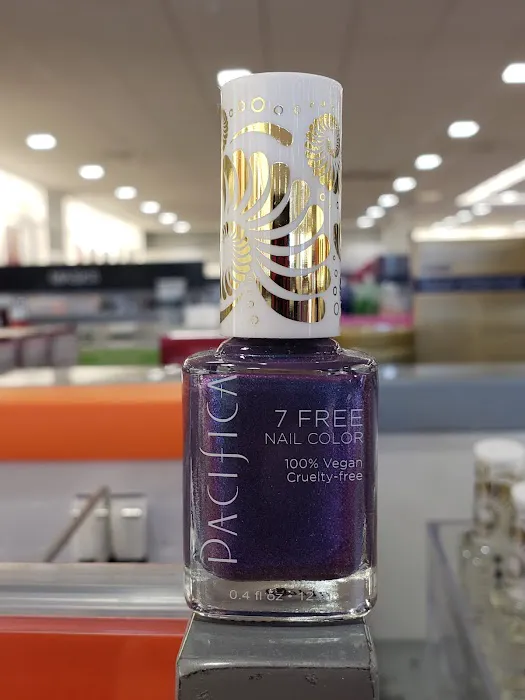 PACIFICA
7 FREE
NAIL COLOR
100% Vegan
Cruelty-free
0.4 fl oz